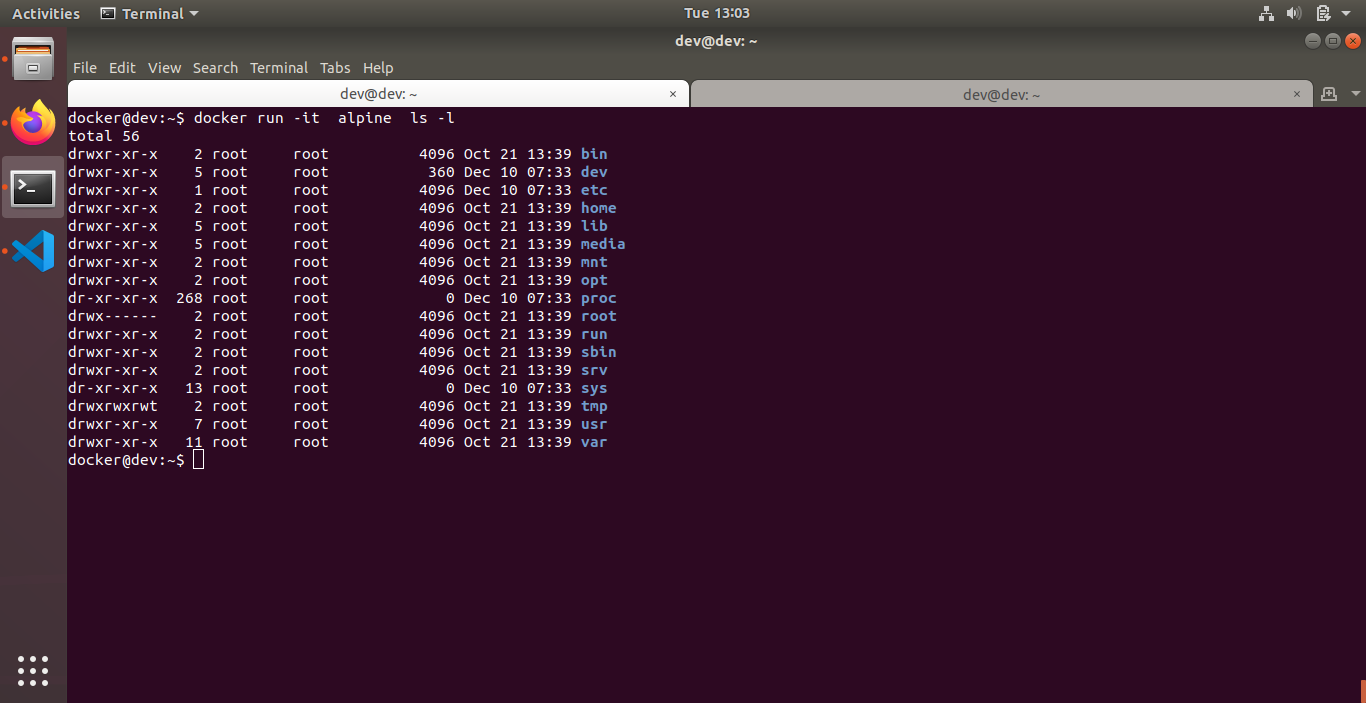 Activities Terminal Tue 13:03
dev@dev: ~
File Edit View Search Terminal Tabs Help
dev@dev: ~ × dev@dev: ~ ×
docker@dev:~$ docker run -it  alpine  ls -l
total 56
drwxr-xr-x    2 root     root          4096 Oct 21 13:39 bin
drwxr-xr-x    5 root     root           360 Dec 10 07:33 dev
drwxr-xr-x    1 root     root          4096 Dec 10 07:33 etc
drwxr-xr-x    2 root     root          4096 Oct 21 13:39 home
drwxr-xr-x    5 root     root          4096 Oct 21 13:39 lib
drwxr-xr-x    5 root     root          4096 Oct 21 13:39 media
drwxr-xr-x    2 root     root          4096 Oct 21 13:39 mnt
drwxr-xr-x    2 root     root          4096 Oct 21 13:39 opt
dr-xr-xr-x  268 root     root             0 Dec 10 07:33 proc
drwx------    2 root     root          4096 Oct 21 13:39 root
drwxr-xr-x    2 root     root          4096 Oct 21 13:39 run
drwxr-xr-x    2 root     root          4096 Oct 21 13:39 sbin
drwxr-xr-x    2 root     root          4096 Oct 21 13:39 srv
dr-xr-xr-x   13 root     root             0 Dec 10 07:33 sys
drwxrwxrwt    2 root     root          4096 Oct 21 13:39 tmp
drwxr-xr-x    7 root     root          4096 Oct 21 13:39 usr
drwxr-xr-x   11 root     root          4096 Oct 21 13:39 var
docker@dev:~$